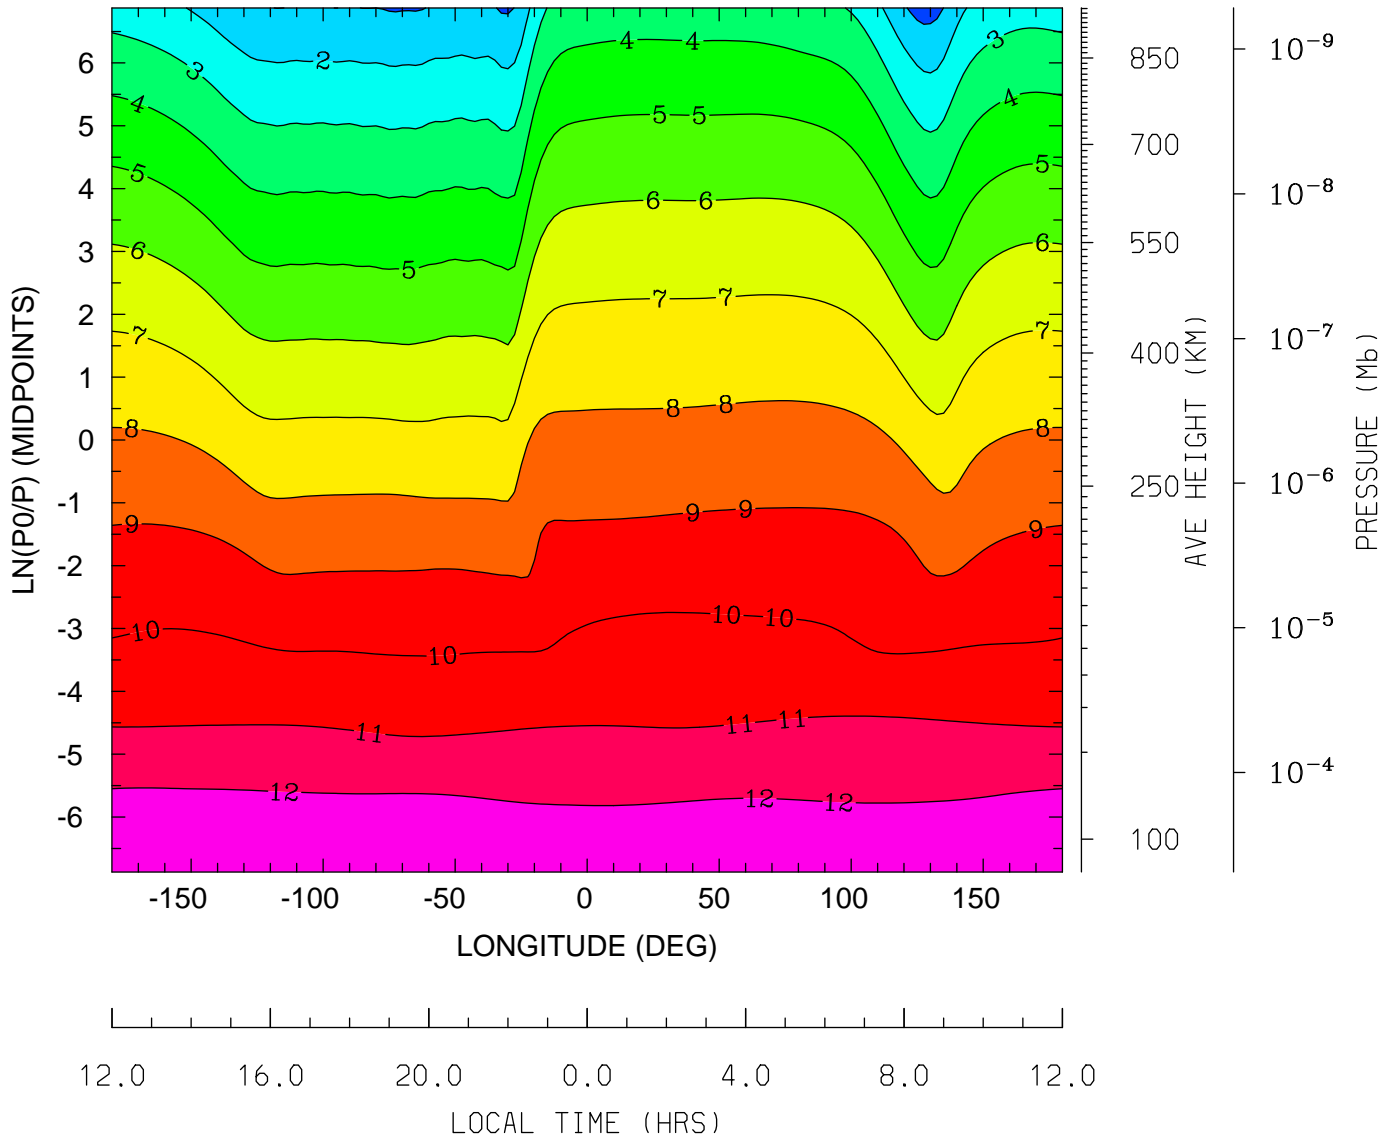 6
5
4
3
2
1
0
-1
-2
-3
-4
-5
-6
LN(P0/P) (MIDPOINTS)
-150 -100 -50 0 50 100 150
LONGITUDE (DEG)
12.0 16.0 20.0 0.0 4.0 8.0 12.0
LOCAL TIME (HRS)
850
700
550
400
250
100
AVE HEIGHT (KM)
10⁻⁹
10⁻⁸
10⁻⁷
10⁻⁶
10⁻⁵
10⁻⁴
PRESSURE (Mb)
3 2 4 4 3
4 5 5 4
5 5 6 6 5
6 7 7 6
7 8 8 7
8 9 9 8
9 10 10 9
10 10
11 11 11
12 12 12